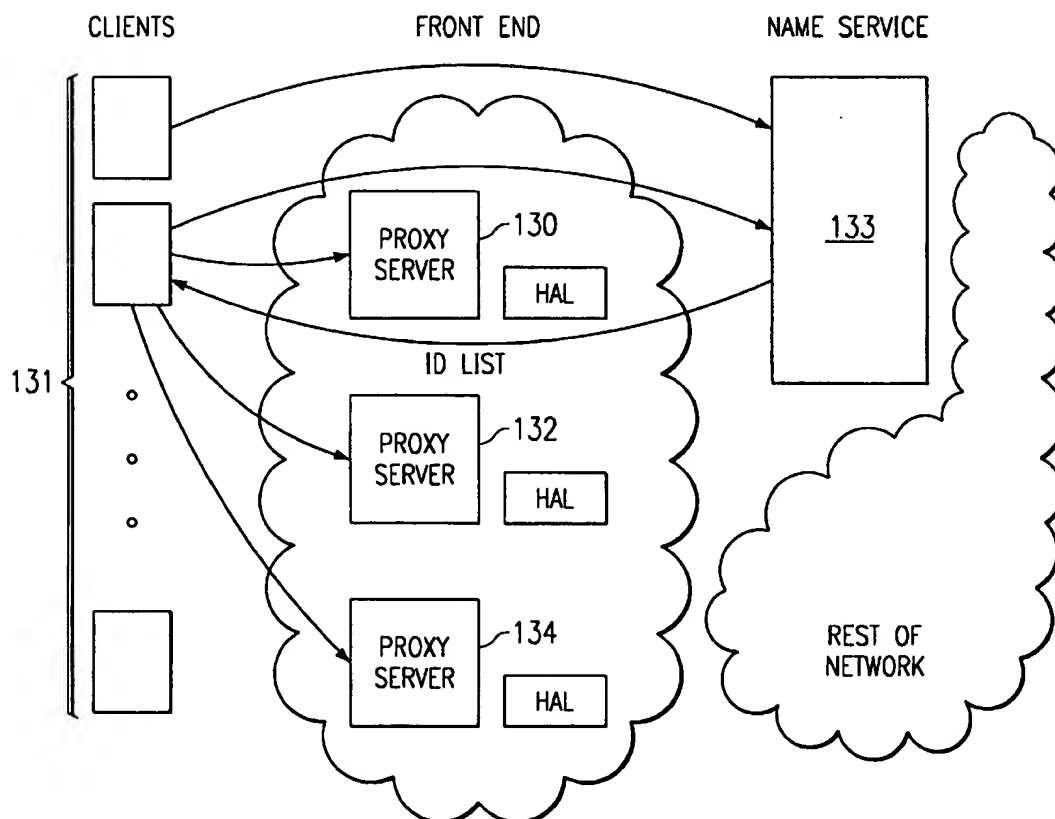 CLIENTS
FRONT END
NAME SERVICE
PROXY
SERVER
130
HAL
133
ID LIST
131
PROXY
SERVER
132
HAL
PROXY
SERVER
134
HAL
REST OF
NETWORK